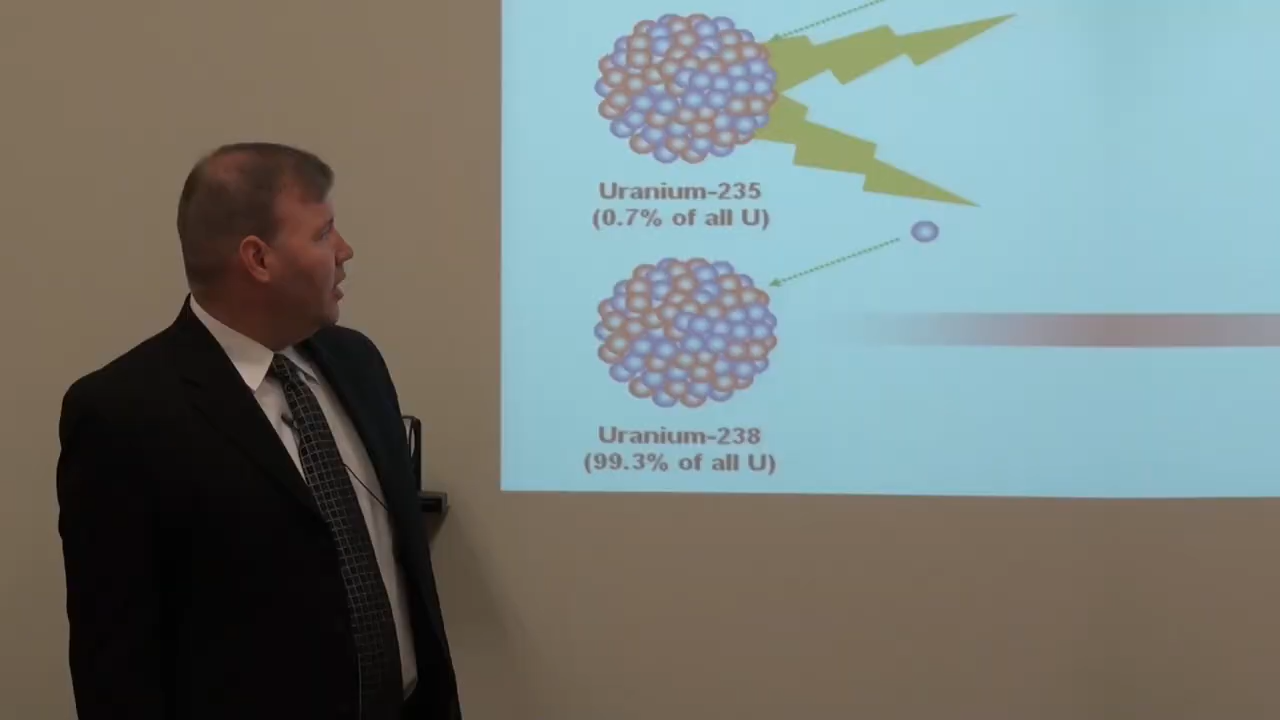 Uranium-235
(0.7% of all U)
Uranium-238
(99.3% of all U)